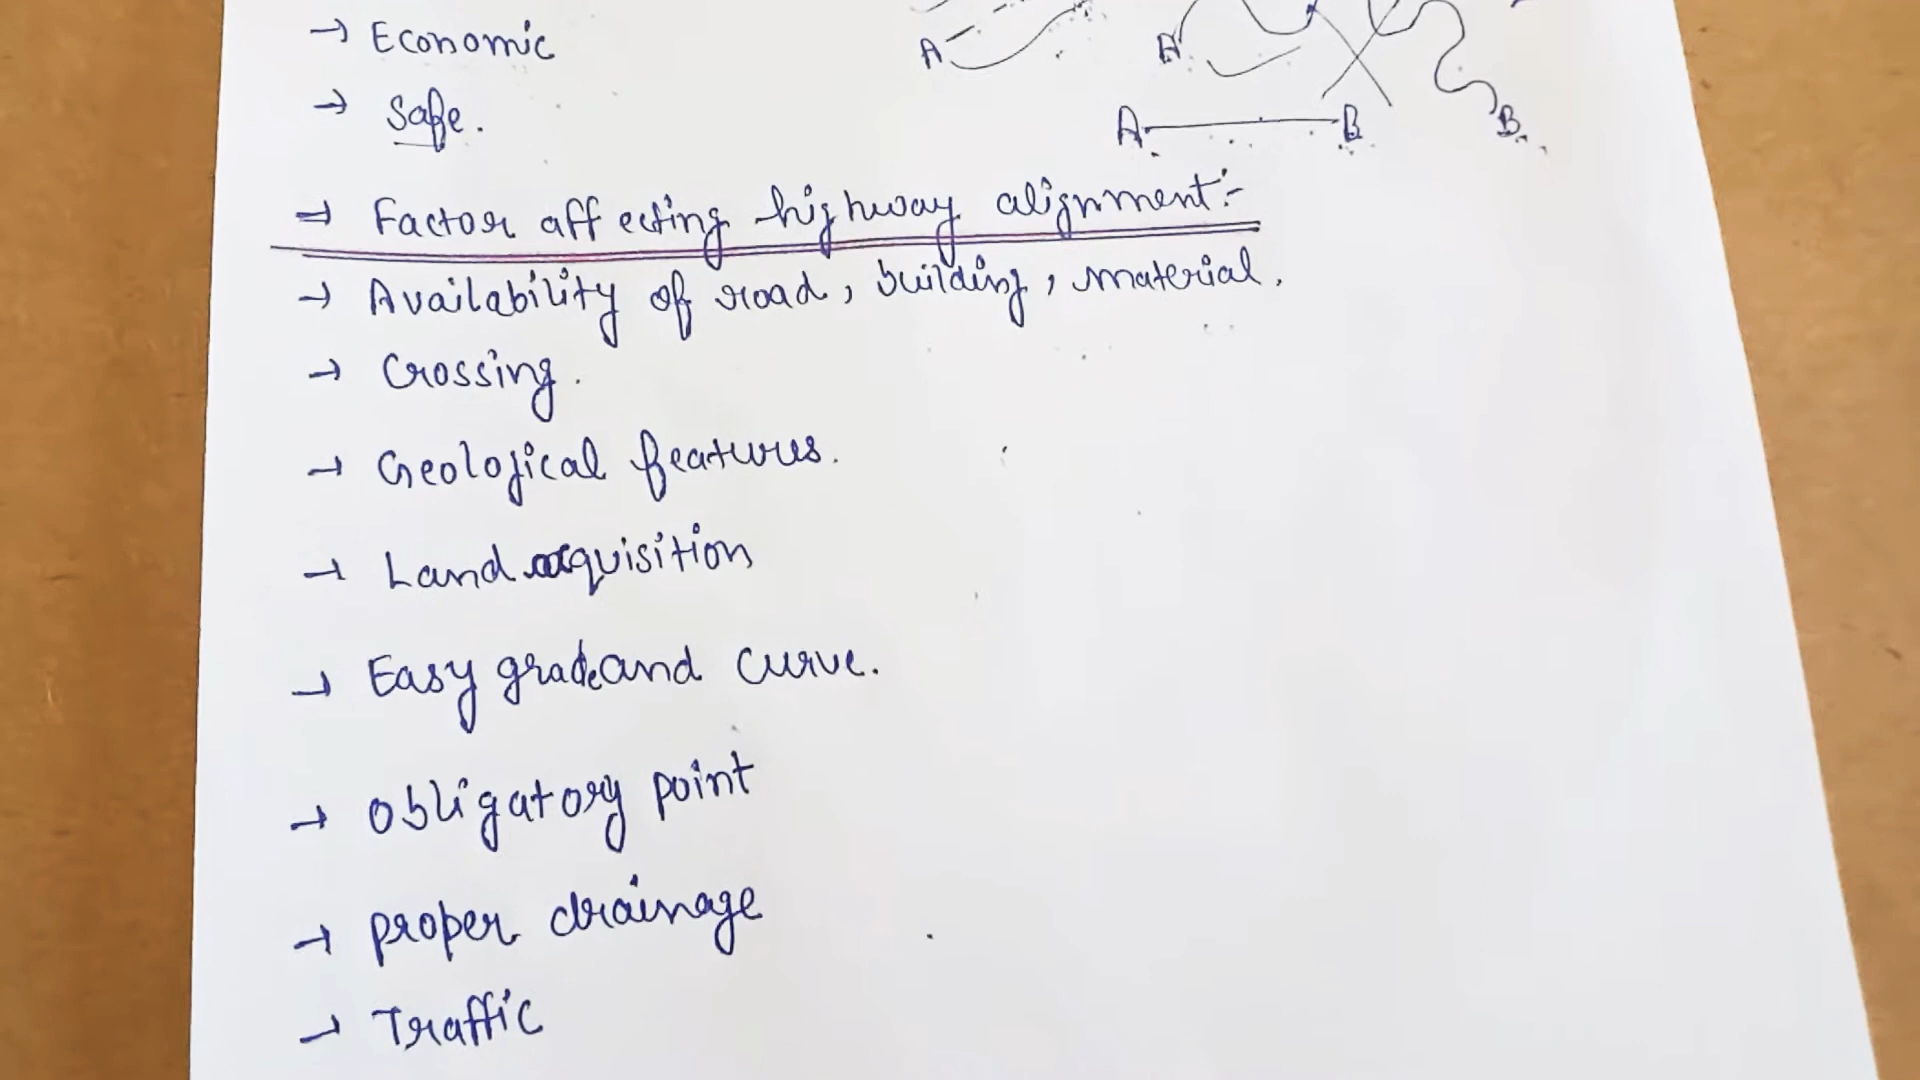 → Economic
→ Safe.
A
A
A B
B.
⇒ Factor affecting highway alignment:-
→ Availability of road, building, material.
→ Crossing.
→ Geological features.
→ Land acquisition
→ Easy grade and curve.
→ Obligatory point
→ proper drainage
→ Traffic